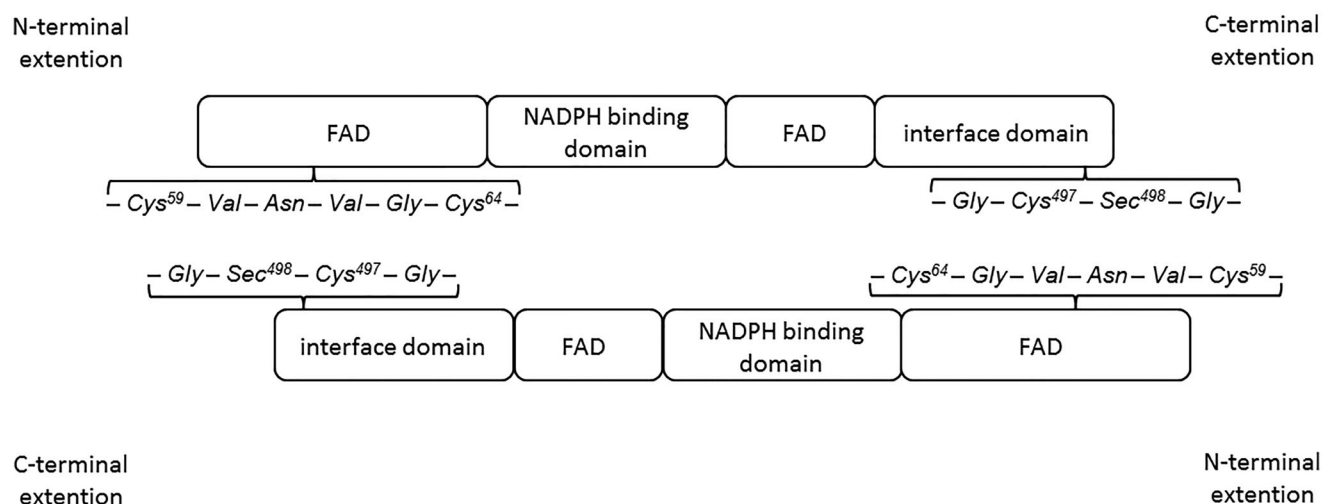 N-terminal
extention
C-terminal
extention
FAD
NADPH binding
domain
FAD
interface domain
– Cys⁵⁹ – Val – Asn – Val – Gly – Cys⁶⁴ –
– Gly – Cys⁴⁹⁷ – Sec⁴⁹⁸ – Gly –
– Gly – Sec⁴⁹⁸ – Cys⁴⁹⁷ – Gly –
– Cys⁶⁴ – Gly – Val – Asn – Val – Cys⁵⁹ –
interface domain
FAD
NADPH binding
domain
FAD
C-terminal
extention
N-terminal
extention